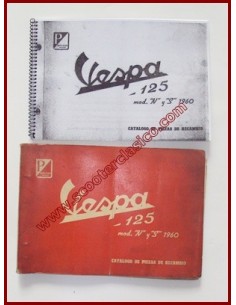 Vespa
125
mod. "N" y "S" 1960
CATALOGO DE PIEZAS DE RECAMBIO
www.scooterclasico.com
Vespa
125
mod. "N" y "S" 1960
CATALOGO DE PIEZAS DE RECAMBIO